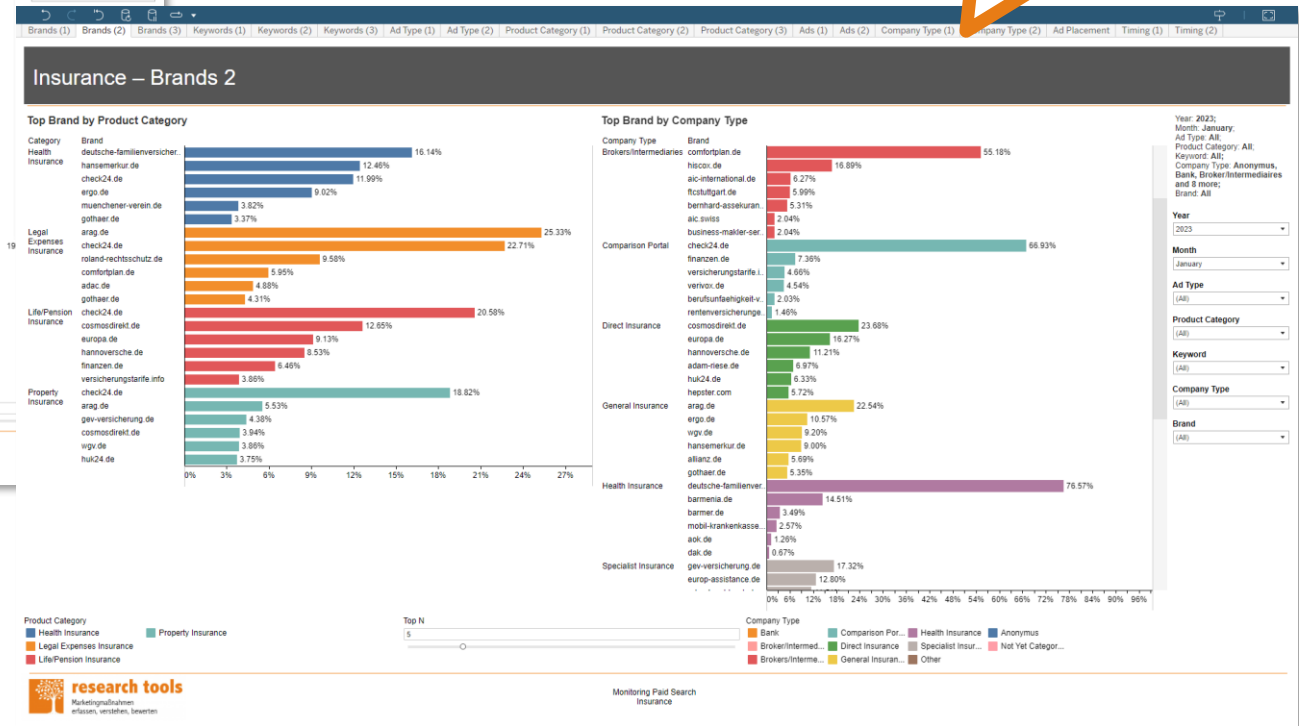 Brands (1) Brands (2) Brands (3) Keywords (1) Keywords (2) Keywords (3) Ad Type (1) Ad Type (2) Product Category (1) Product Category (2) Product Category (3) Ads (1) Ads (2) Company Type (1) Company Type (2) Ad Placement Timing (1) Timing (2)
Insurance – Brands 2
Top Brand by Product Category
Category Brand
Health Insurance
deutsche-familienversicher.. 16.14%
hansemerkur.de 12.46%
check24.de 11.99%
ergo.de 9.02%
muenchener-verein.de 3.82%
gothaer.de 3.37%
Legal Expenses Insurance
arag.de 25.33%
check24.de 22.71%
roland-rechtsschutz.de 9.58%
comfortplan.de 5.95%
adac.de 4.88%
gothaer.de 4.31%
Life/Pension Insurance
check24.de 20.58%
cosmosdirekt.de 12.65%
europa.de 9.13%
hannoversche.de 8.53%
finanzen.de 6.46%
versicherungstarife.info 3.86%
Property Insurance
check24.de 18.82%
arag.de 5.53%
gev-versicherung.de 4.38%
cosmosdirekt.de 3.94%
wgv.de 3.86%
huk24.de 3.75%
0% 3% 6% 9% 12% 15% 18% 21% 24% 27%
19
Top Brand by Company Type
Company Type Brand
Brokers/Intermediaries comfortplan.de 55.18%
hiscox.de 16.89%
aic-international.de 6.27%
ftcstuttgart.de 5.99%
bernhard-assekuran.. 5.31%
aic.swiss 2.04%
business-makler-ser.. 2.04%
Comparison Portal check24.de 66.93%
finanzen.de 7.36%
versicherungstarife.i.. 4.66%
verivox.de 4.54%
berufsunfaehigkeit-v.. 2.03%
rentenversicherunge.. 1.46%
Direct Insurance cosmosdirekt.de 23.68%
europa.de 16.27%
hannoversche.de 11.21%
adam-riese.de 6.97%
huk24.de 6.33%
hepster.com 5.72%
General Insurance arag.de 22.54%
ergo.de 10.57%
wgv.de 9.20%
hansemerkur.de 9.00%
allianz.de 5.69%
gothaer.de 5.35%
Health Insurance deutsche-familienver.. 76.57%
barmenia.de 14.51%
barmer.de 3.49%
mobil-krankenkasse... 2.57%
aok.de 1.26%
dak.de 0.67%
Specialist Insurance gev-versicherung.de 17.32%
europ-assistance.de 12.80%
0% 6% 12% 18% 24% 30% 36% 42% 48% 54% 60% 66% 72% 78% 84% 90% 96%
Year: 2023;
Month: January;
Ad Type: All;
Product Category: All;
Keyword: All;
Company Type: Anonymus,
Bank, Broker/Intermediaires
and 8 more;
Brand: All
Year
2023
Month
January
Ad Type
(All)
Product Category
(All)
Keyword
(All)
Company Type
(All)
Brand
(All)
Product Category
Health Insurance Property Insurance
Legal Expenses Insurance
Life/Pension Insurance
Top N
5
Company Type
Bank Comparison Por... Health Insurance Anonymus
Broker/Intermed... Direct Insurance Specialist Insur... Not Yet Categor...
Brokers/Interme... General Insuran... Other
research tools
Marketingmaßnahmen
erfassen, verstehen, bewerten
Monitoring Paid Search
Insurance